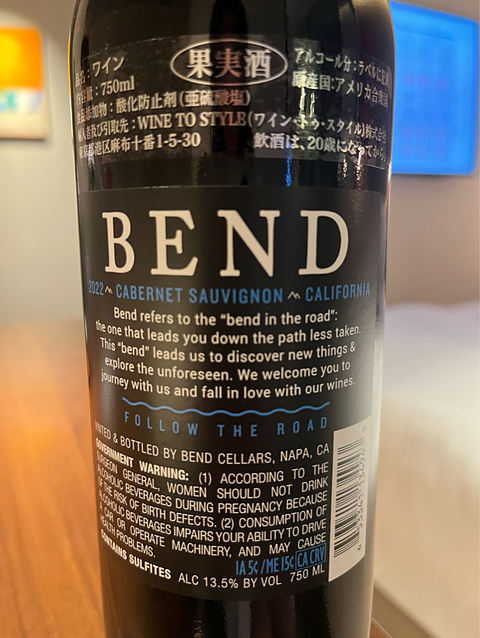 ：ワイン
果実酒
アルコール分：ラベルに記
容量：750ml
原産国：アメリカ合衆国
添加物：酸化防止剤（亜硫酸塩）
輸入者及び引取先：WINE TO STYLE（ワイン・トゥ・スタイル）株式会
東京都港区麻布十番1-5-30
飲酒は、20歳になってか
BEND
2022 CABERNET SAUVIGNON CALIFORNIA
Bend refers to the “bend in the road”:
the one that leads you down the path less taken.
This “bend” leads us to discover new things &
explore the unforeseen. We welcome you to
journey with us and fall in love with our wines.
FOLLOW THE ROAD
VINTED & BOTTLED BY BEND CELLARS, NAPA, CA
GOVERNMENT WARNING: (1) ACCORDING TO THE
SURGEON GENERAL, WOMEN SHOULD NOT DRINK
ALCOHOLIC BEVERAGES DURING PREGNANCY BECAUSE
OF THE RISK OF BIRTH DEFECTS. (2) CONSUMPTION OF
ALCOHOLIC BEVERAGES IMPAIRS YOUR ABILITY TO DRIVE
A CAR OR OPERATE MACHINERY, AND MAY CAUSE
HEALTH PROBLEMS.
IA 5¢/ME 15¢ CA CRV
CONTAINS SULFITES ALC 13.5% BY VOL 750 ML